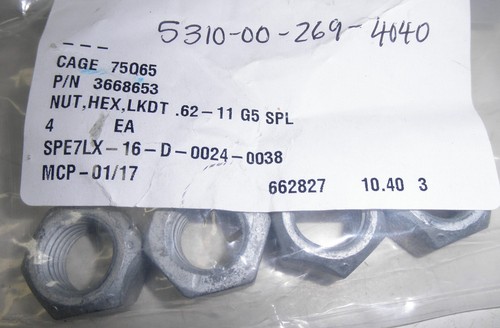 5310-00-269-4040
---
CAGE 75065
P/N 3668653
NUT,HEX,LKDT .62-11 G5 SPL
4 EA
SPE7LX-16-D-0024-0038
MCP-01/17
662827 10.40 3